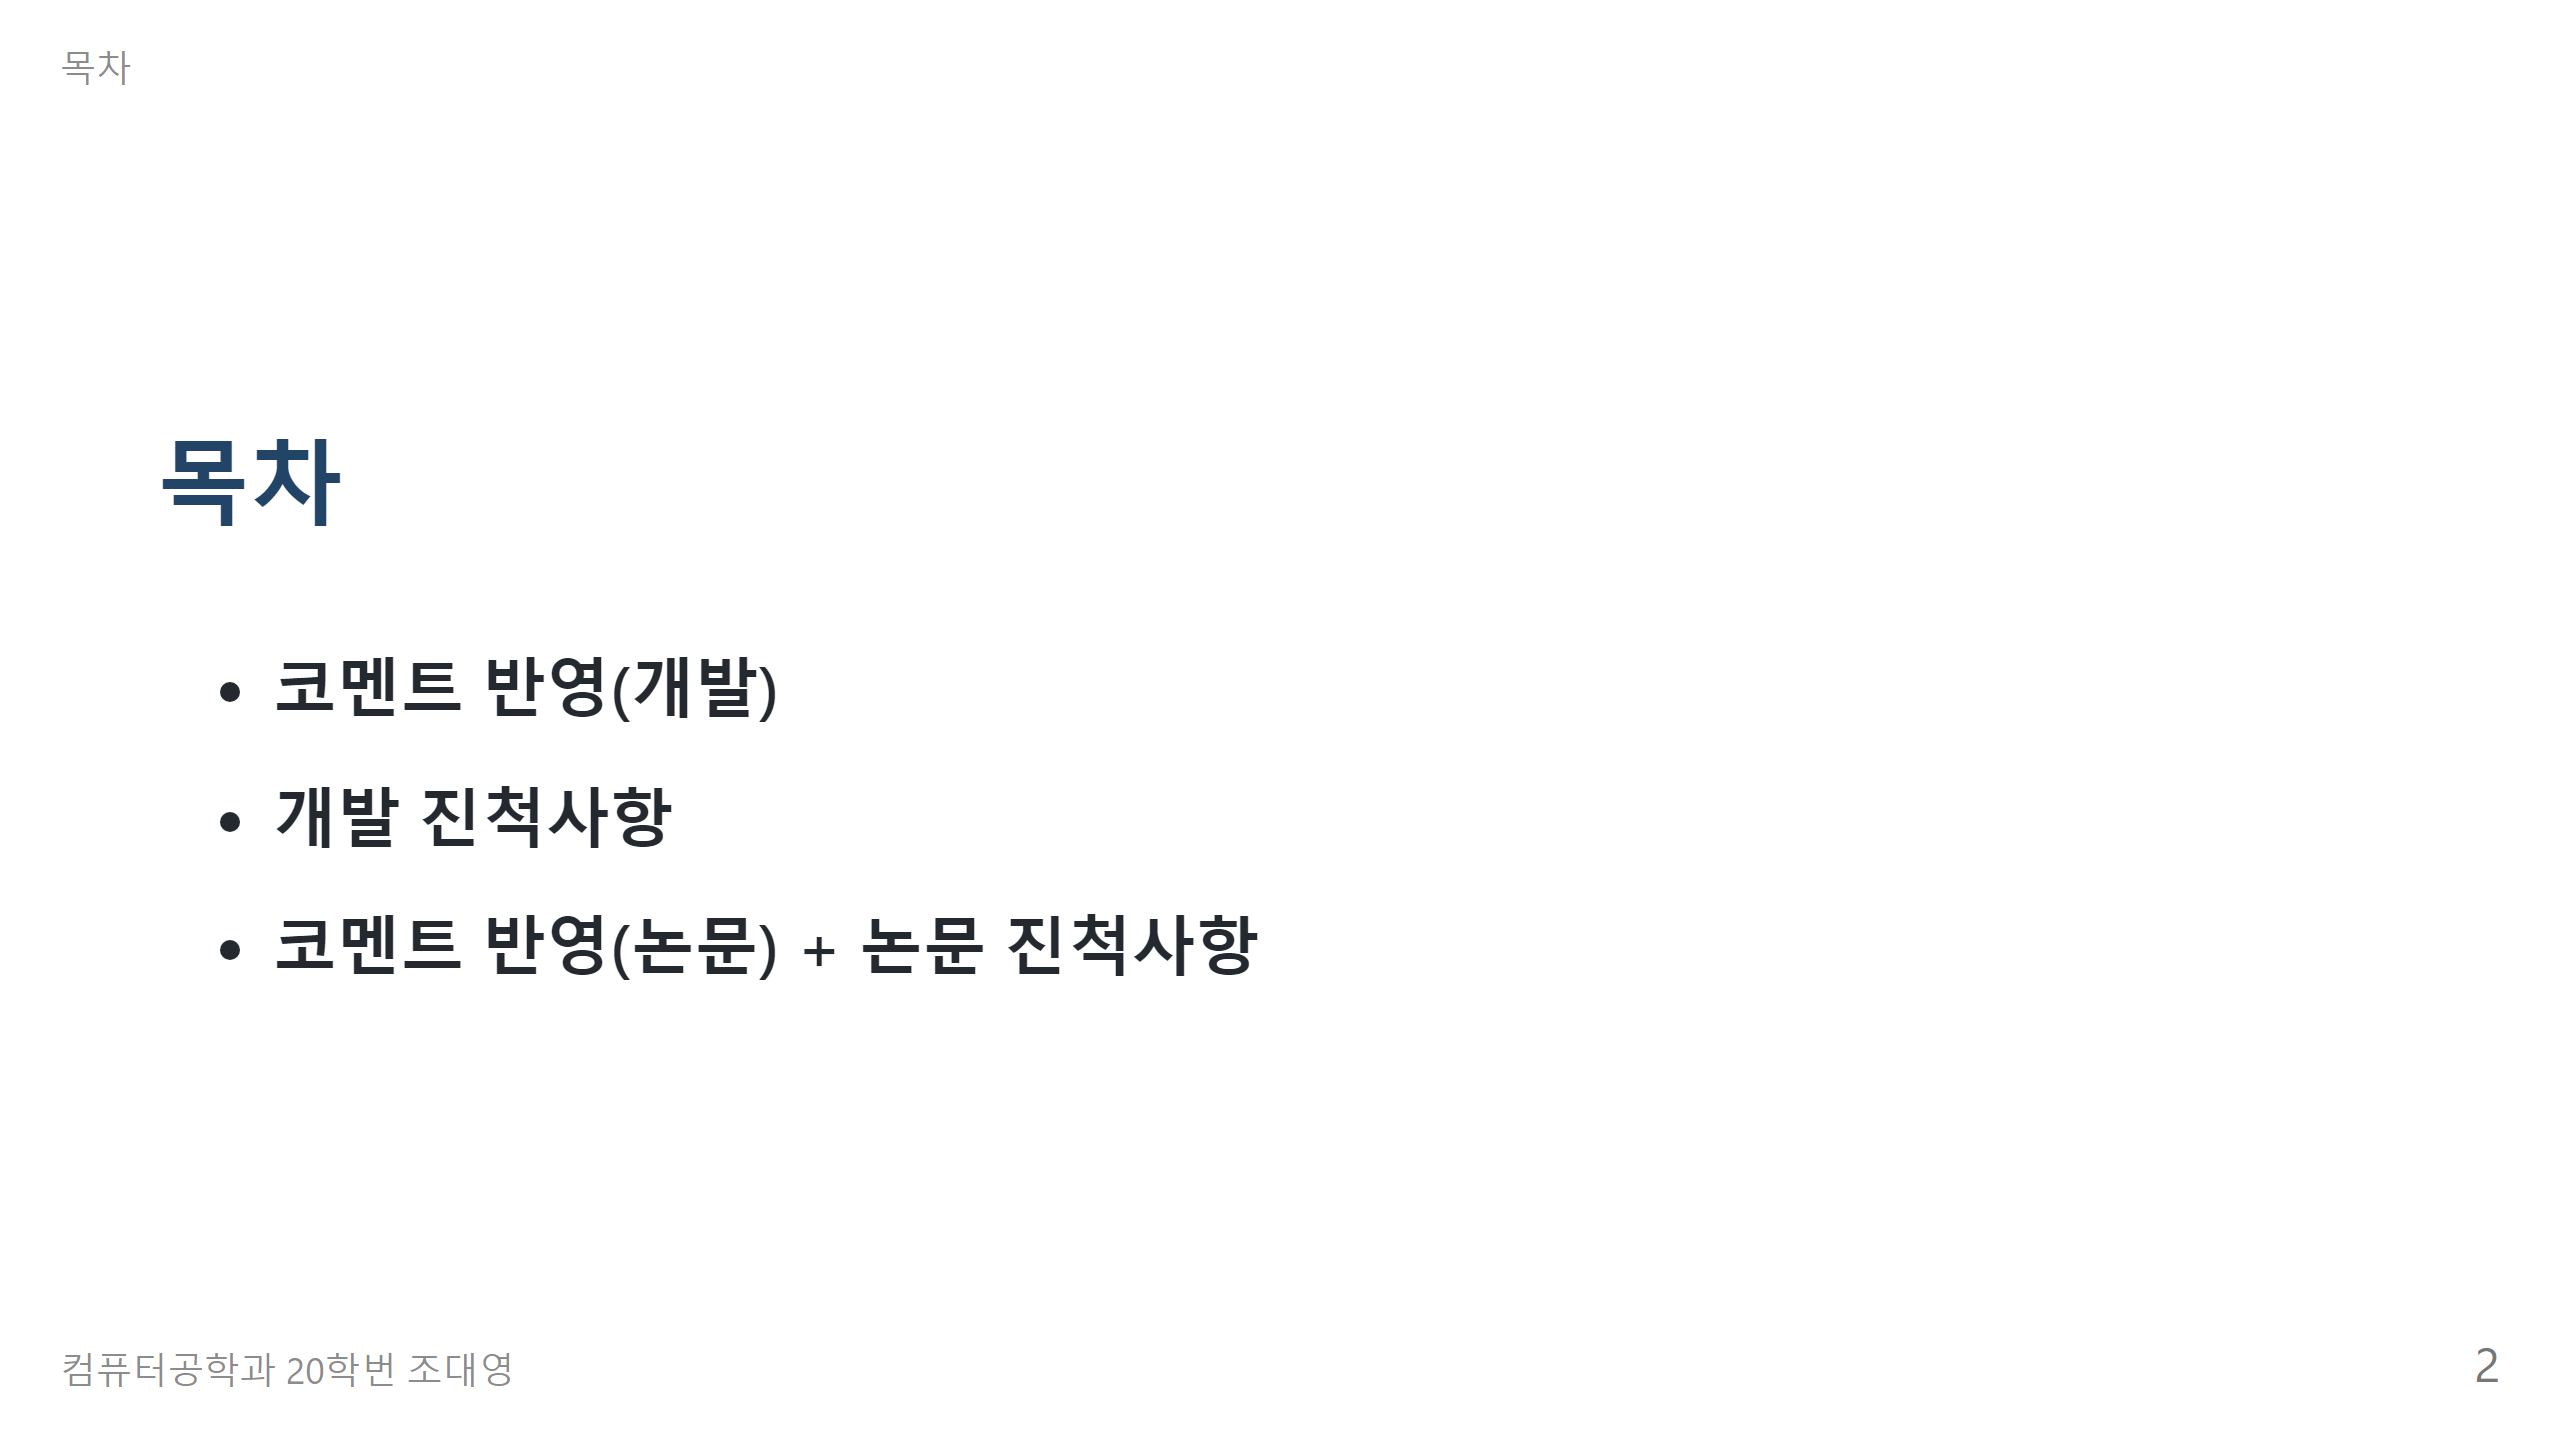 목차
목차
• 코멘트 반영(개발)
• 개발 진척사항
• 코멘트 반영(논문) + 논문 진척사항
컴퓨터공학과 20학번 조대영
2